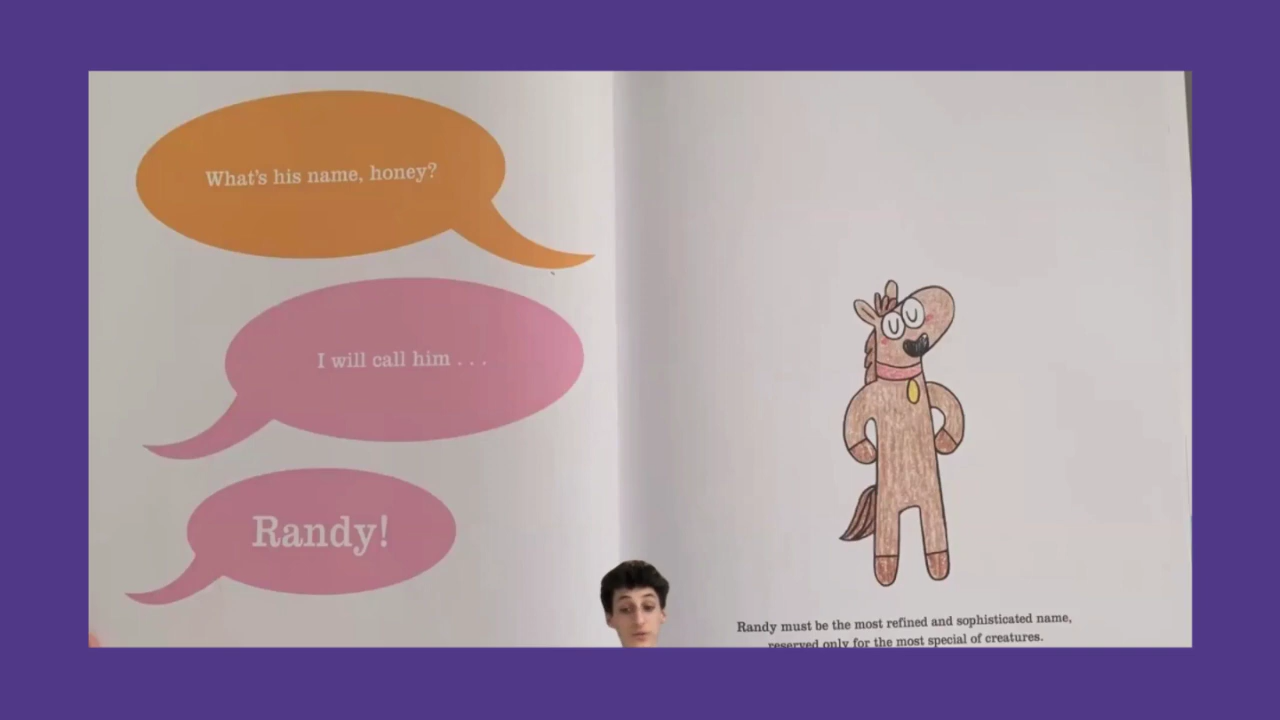 What's his name, honey?
I will call him . . .
Randy!
Randy must be the most refined and sophisticated name,
reserved only for the most special of creatures.